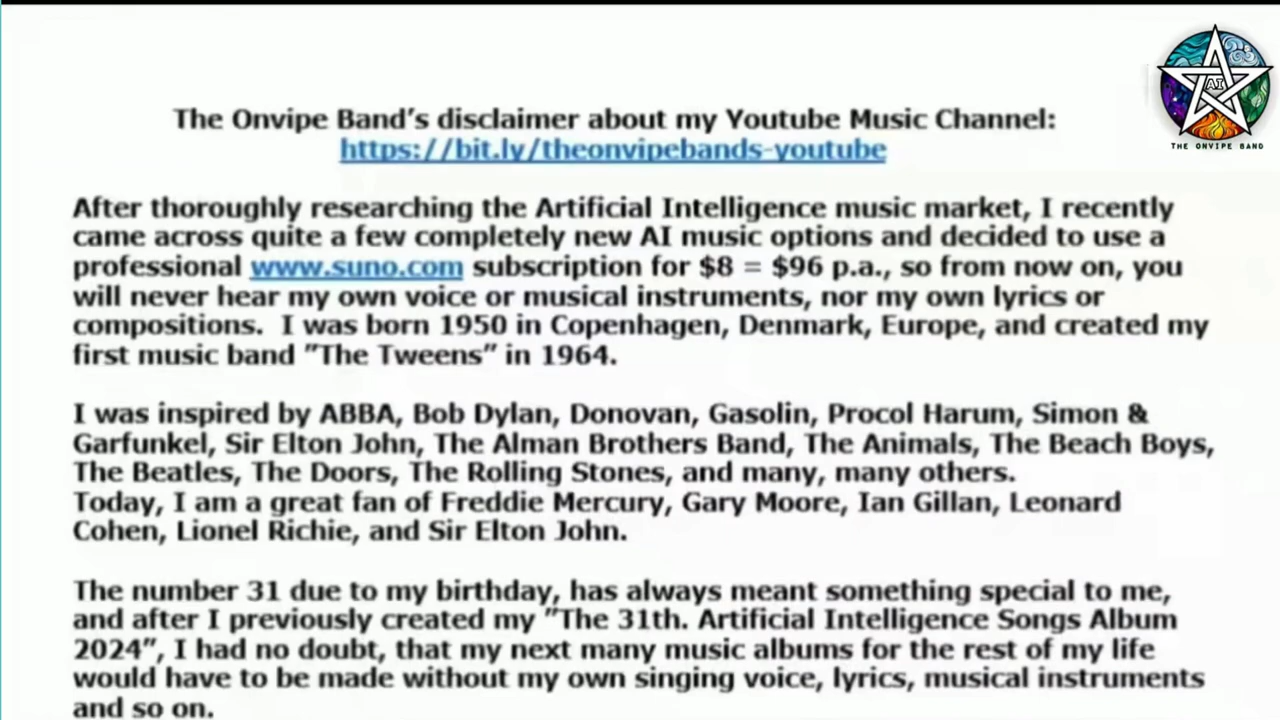 AI
THE ONVIPE BAND
The Onvipe Band’s disclaimer about my Youtube Music Channel:
https://bit.ly/theonvipebands-youtube
After thoroughly researching the Artificial Intelligence music market, I recently
came across quite a few completely new AI music options and decided to use a
professional www.suno.com subscription for $8 = $96 p.a., so from now on, you
will never hear my own voice or musical instruments, nor my own lyrics or
compositions. I was born 1950 in Copenhagen, Denmark, Europe, and created my
first music band ”The Tweens” in 1964.
I was inspired by ABBA, Bob Dylan, Donovan, Gasolin, Procol Harum, Simon &
Garfunkel, Sir Elton John, The Alman Brothers Band, The Animals, The Beach Boys,
The Beatles, The Doors, The Rolling Stones, and many, many others.
Today, I am a great fan of Freddie Mercury, Gary Moore, Ian Gillan, Leonard
Cohen, Lionel Richie, and Sir Elton John.
The number 31 due to my birthday, has always meant something special to me,
and after I previously created my ”The 31th. Artificial Intelligence Songs Album
2024”, I had no doubt, that my next many music albums for the rest of my life
would have to be made without my own singing voice, lyrics, musical instruments
and so on.